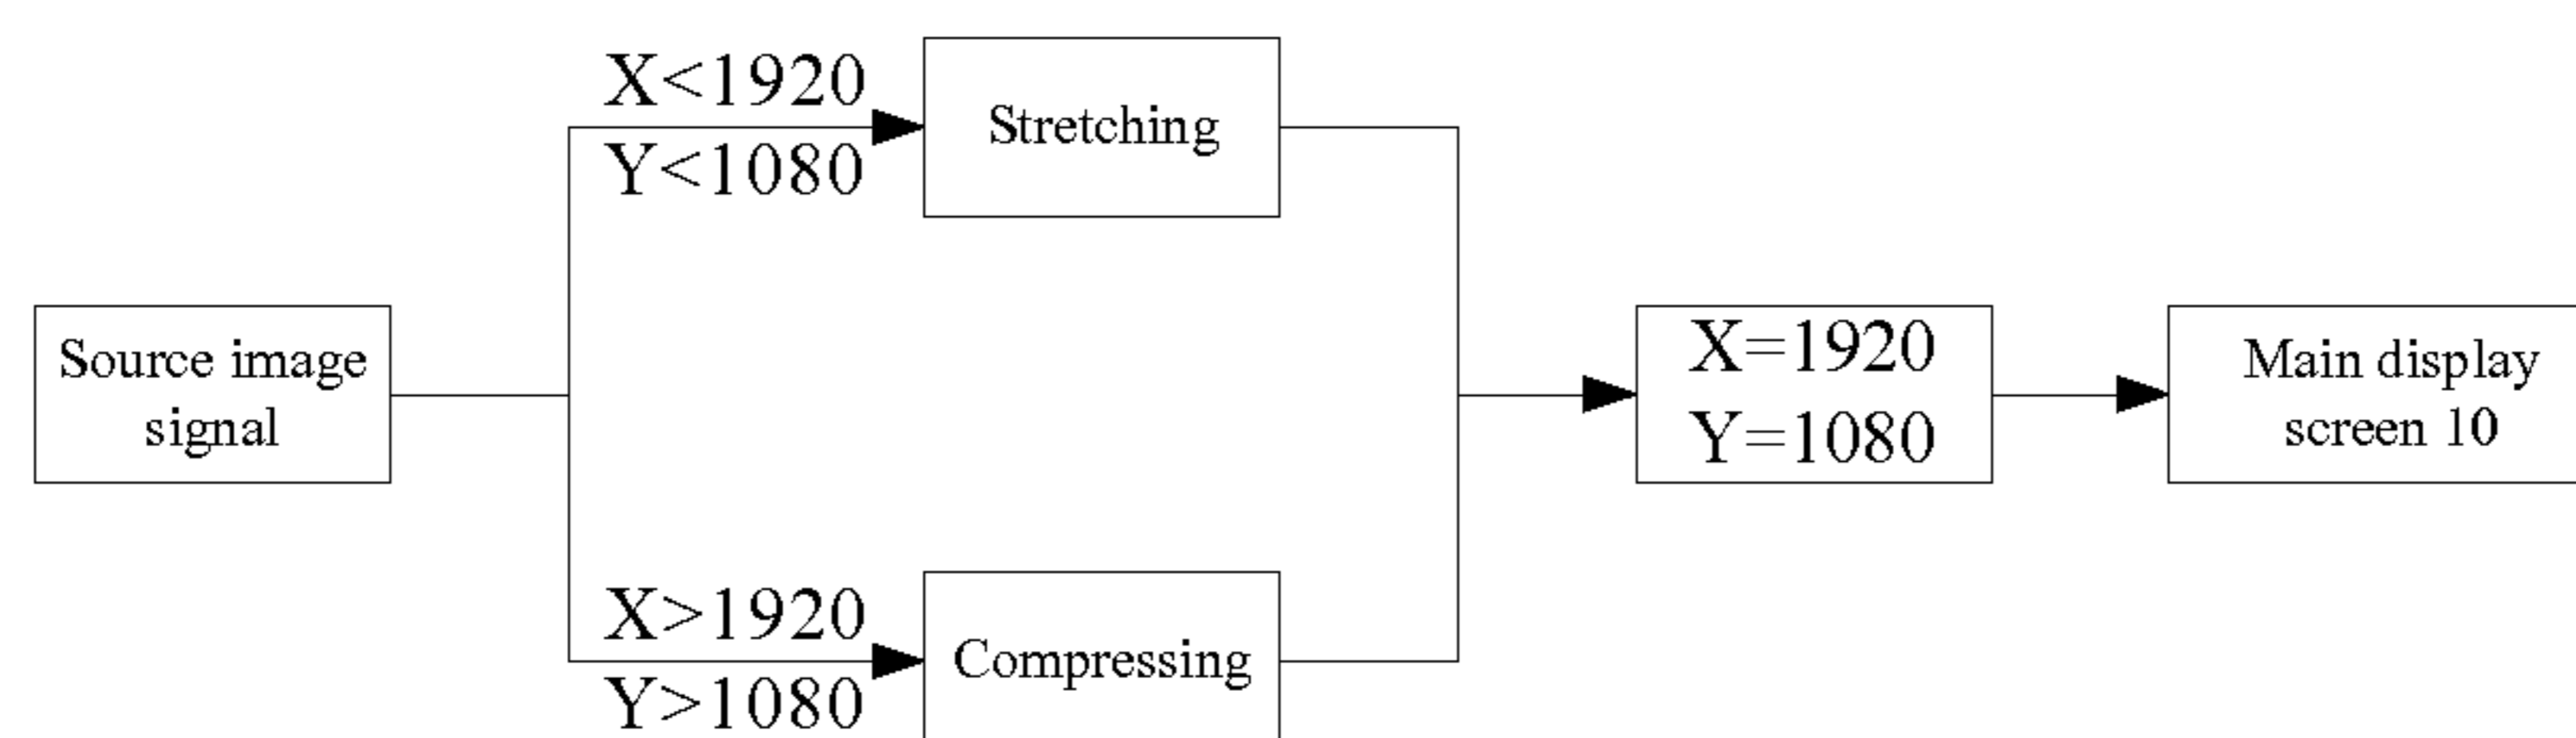 X<1920
Y<1080
Stretching
Source image
signal
X=1920
Y=1080
Main display
screen 10
X>1920
Y>1080
Compressing